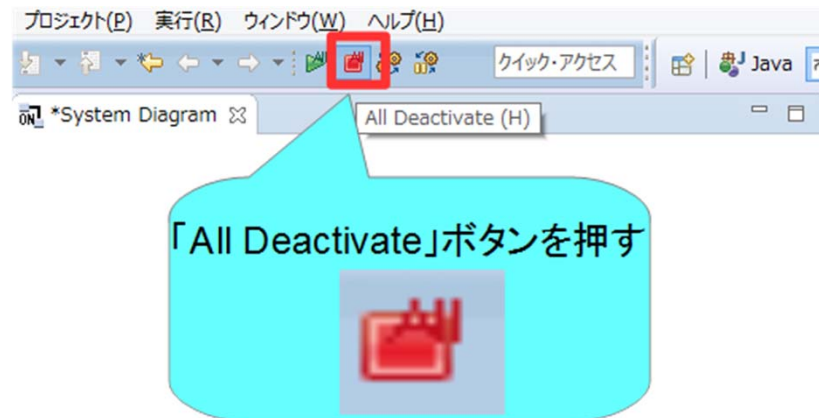 プロジェクト(P) 実行(R) ウィンドウ(W) ヘルプ(H)
クイック・アクセス Java
*System Diagram
All Deactivate (H)
「All Deactivate」ボタンを押す